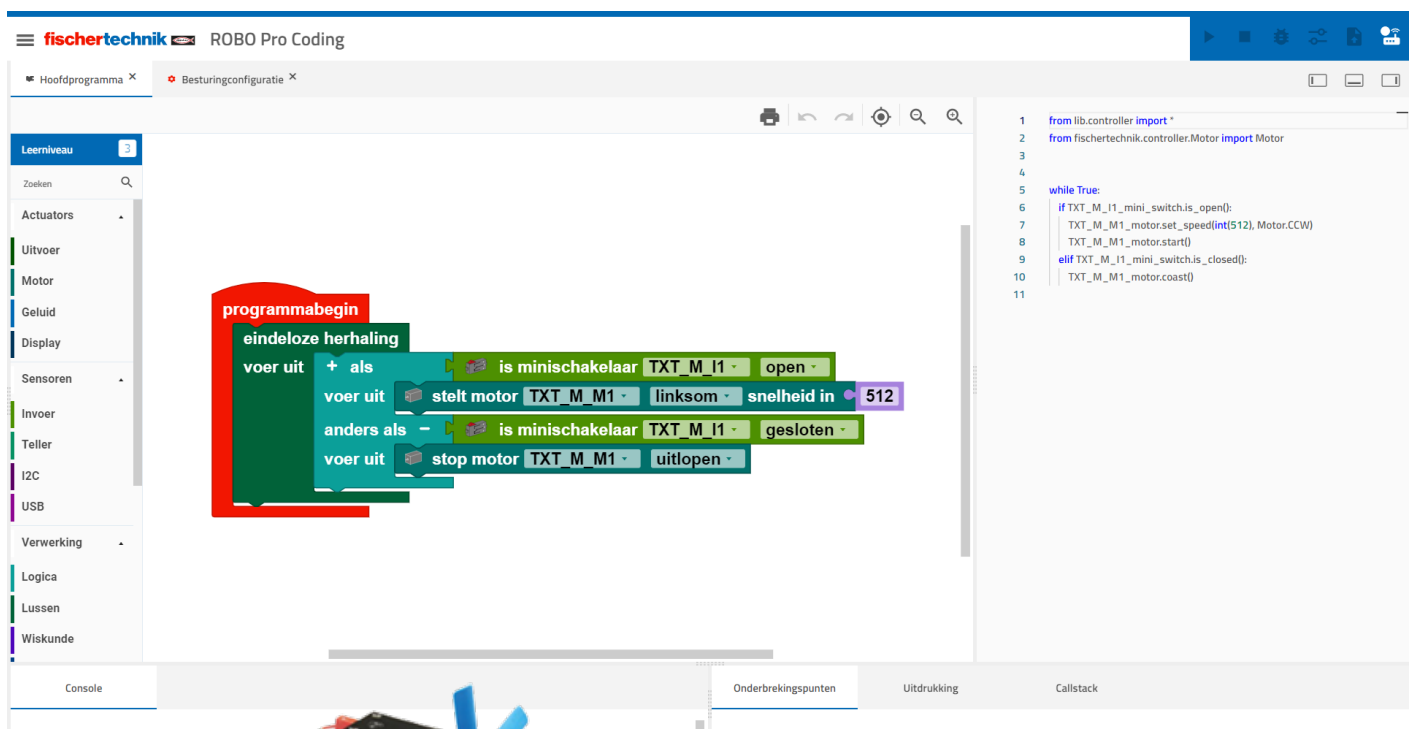 fischertechnik ROBO Pro Coding
Hoofdprogramma × Besturingconfiguratie ×
Leerniveau 3
Zoeken
Actuators
Uitvoer
Motor
Geluid
Display
Sensoren
Invoer
Teller
I2C
USB
Verwerking
Logica
Lussen
Wiskunde
programmabegin
eindeloze herhaling
voer uit + als is minischakelaar TXT_M_I1 open
voer uit stelt motor TXT_M_M1 linksom snelheid in 512
anders als − is minischakelaar TXT_M_I1 gesloten
voer uit stop motor TXT_M_M1 uitlopen
1 from lib.controller import *
2 from fischertechnik.controller.Motor import Motor
3
4
5 while True:
6 if TXT_M_I1_mini_switch.is_open():
7 TXT_M_M1_motor.set_speed(int(512), Motor.CCW)
8 TXT_M_M1_motor.start()
9 elif TXT_M_I1_mini_switch.is_closed():
10 TXT_M_M1_motor.coast()
11
Console
Onderbrekingspunten Uitdrukking Callstack